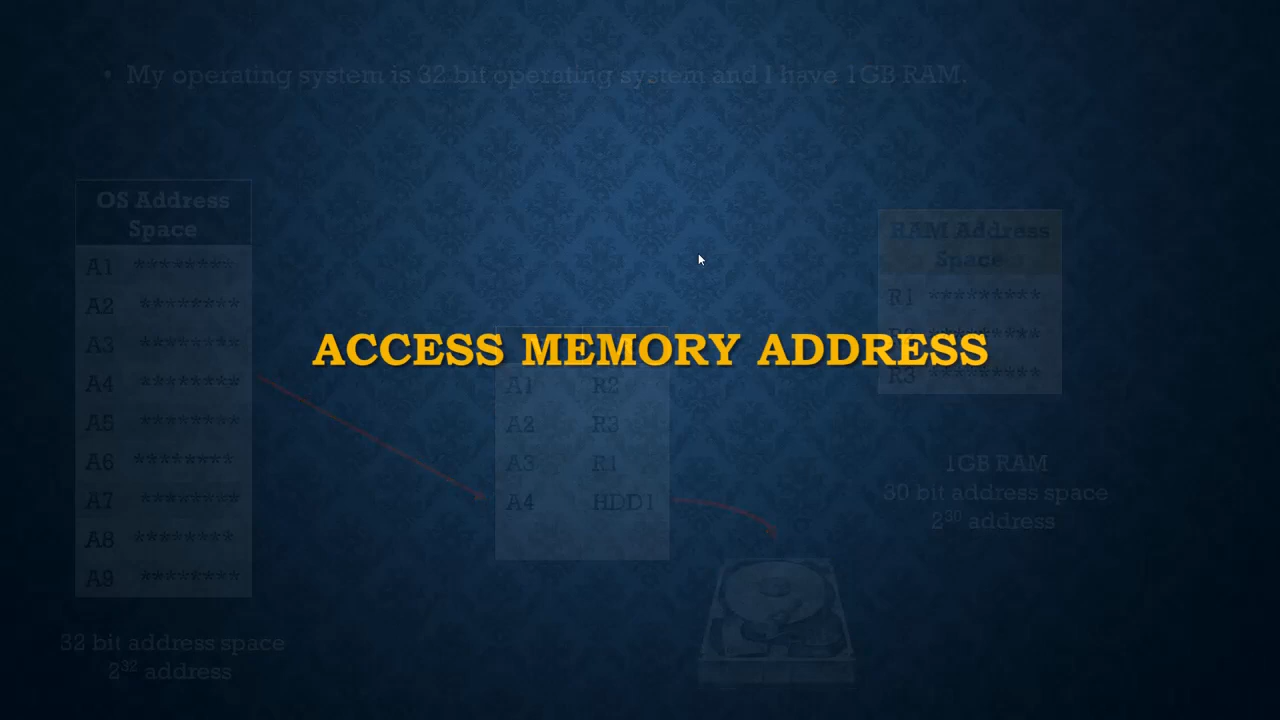 • My operating system is 32 bit operating system and I have 1GB RAM.
OS Address
Space
A1 ********
A2 ********
A3 ********
A4 ********
A5 ********
A6 ********
A7 ********
A8 ********
A9 ********
32 bit address space
2³² address
ACCESS MEMORY ADDRESS
A1 R2
A2 R3
A3 R1
A4 HDD1
RAM Address
Space
R1 *********
R2 *********
R3 *********
1GB RAM
30 bit address space
2³⁰ address